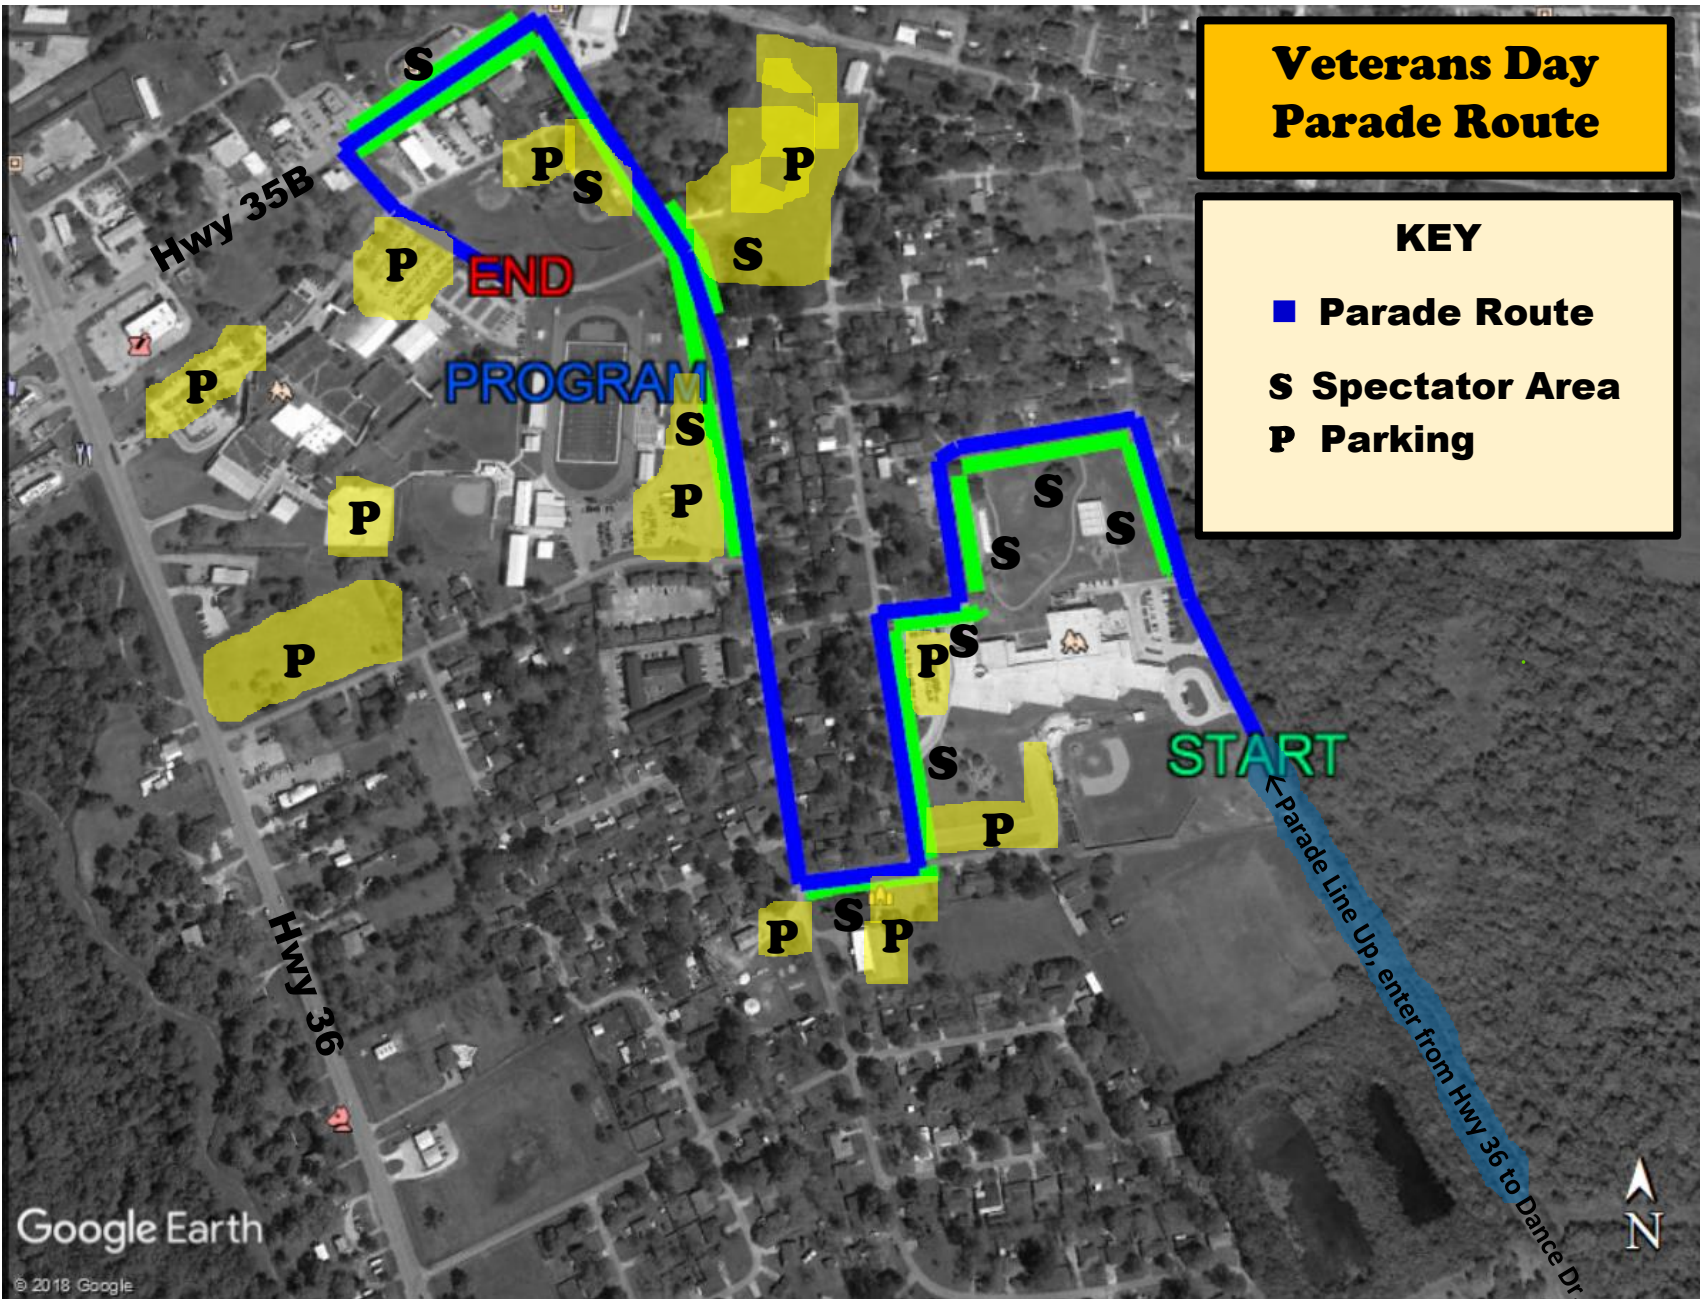 Veterans Day
Parade Route
KEY
Parade Route
S Spectator Area
P Parking
S
P
S
P
S
Hwy 35B
P
END
P
PROGRAM
S
P
P
P
S
S
S
S
P
S
P
START
←Parade Line Up, enter from Hwy 36 to Dance Dr
S
P
P
Hwy 36
N
Google Earth
© 2018 Google